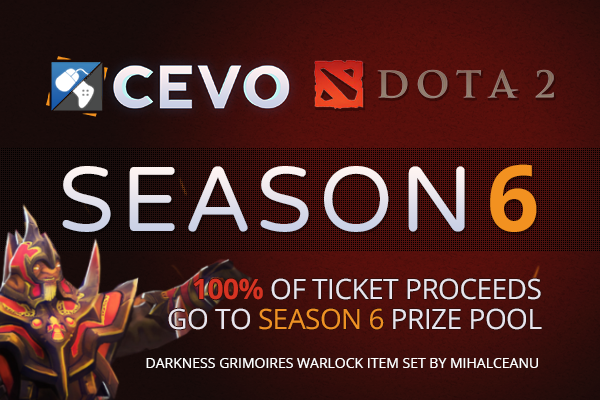 CEVO DOTA 2
SEASON 6
100% OF TICKET PROCEEDS
GO TO SEASON 6 PRIZE POOL
DARKNESS GRIMOIRES WARLOCK ITEM SET BY MIHALCEANU